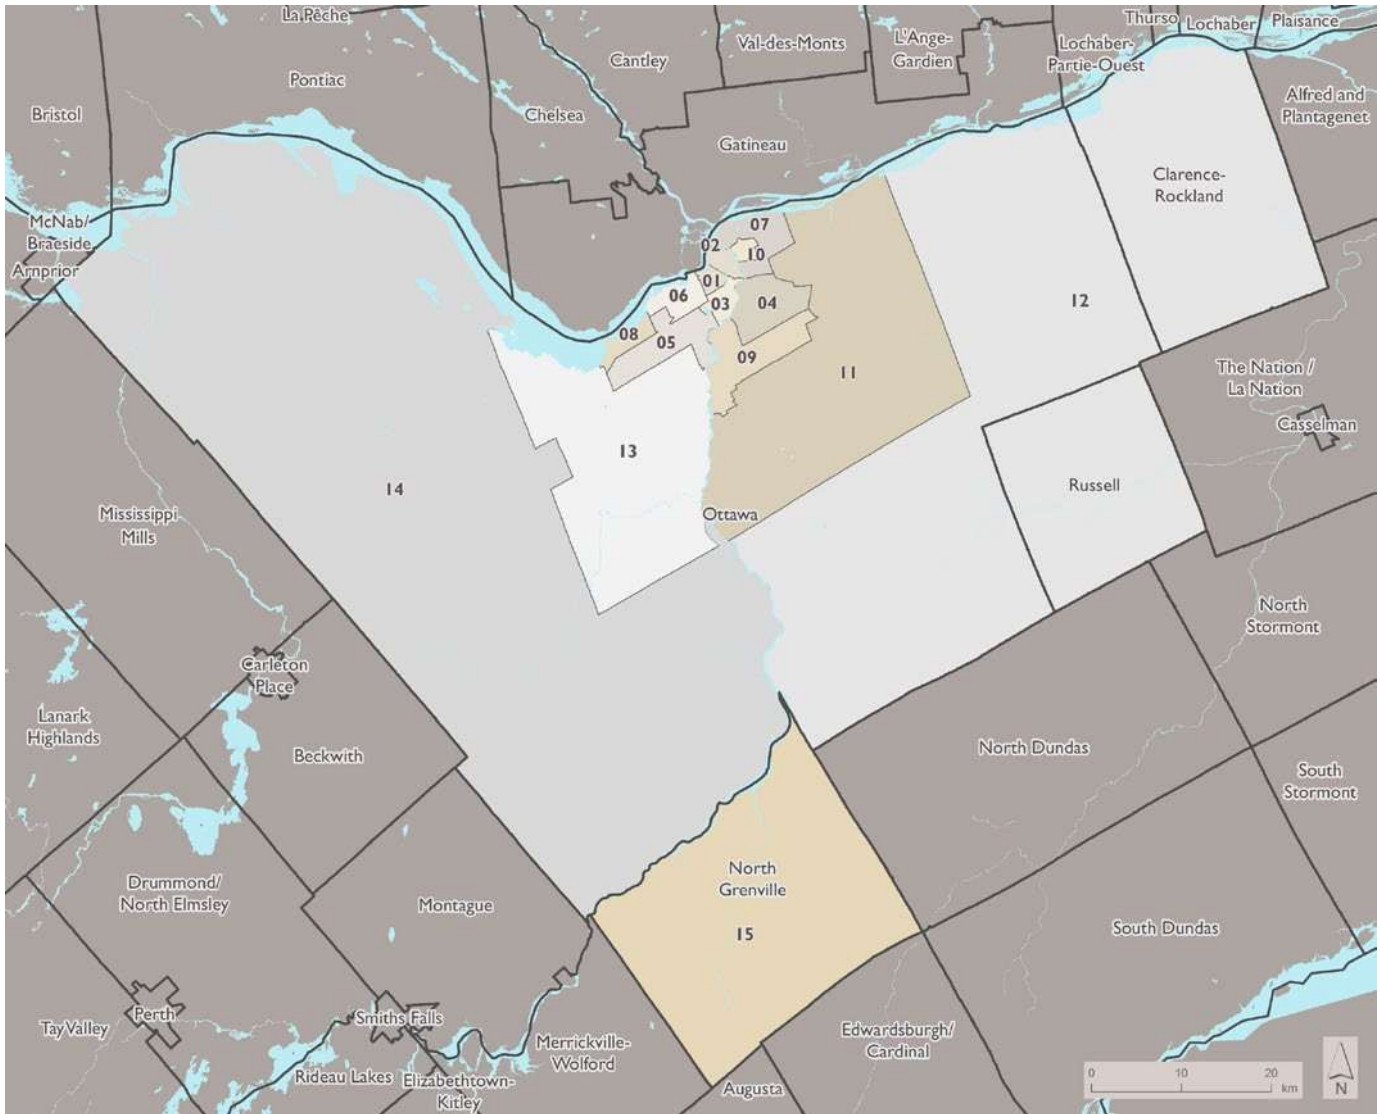 La Pêche
Thurso
Lochaber
Plaisance
L'Ange-
Gardien
Val-des-Monts
Lochaber-
Partie-Ouest
Cantley
Pontiac
Bristol
Chelsea
Alfred and
Plantagenet
Gatineau
Clarence-
Rockland
McNab/
Braeside
Arnprior
07
02
10
01
06
03
04
12
08
05
09
11
The Nation /
La Nation
Casselman
13
14
Russell
Ottawa
Mississippi
Mills
North
Stormont
Carleton
Place
Lanark
Highlands
Beckwith
North Dundas
South
Stormont
North
Grenville
Drummond/
North Elmsley
Montague
15
South Dundas
Perth
Smiths Falls
Tay Valley
Merrickville-
Wolford
Edwardsburgh/
Cardinal
Rideau Lakes
Elizabethtown-
Kitley
Augusta
0 10 20
km
N